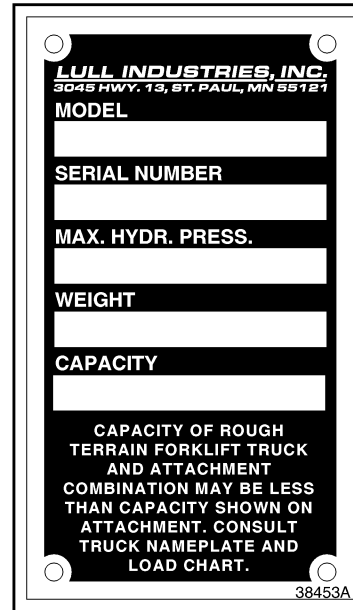 LULL INDUSTRIES, INC.
3045 HWY. 13, ST. PAUL, MN 55121
MODEL
SERIAL NUMBER
MAX. HYDR. PRESS.
WEIGHT
CAPACITY
CAPACITY OF ROUGH
TERRAIN FORKLIFT TRUCK
AND ATTACHMENT
COMBINATION MAY BE LESS
THAN CAPACITY SHOWN ON
ATTACHMENT. CONSULT
TRUCK NAMEPLATE AND
LOAD CHART.
38453A